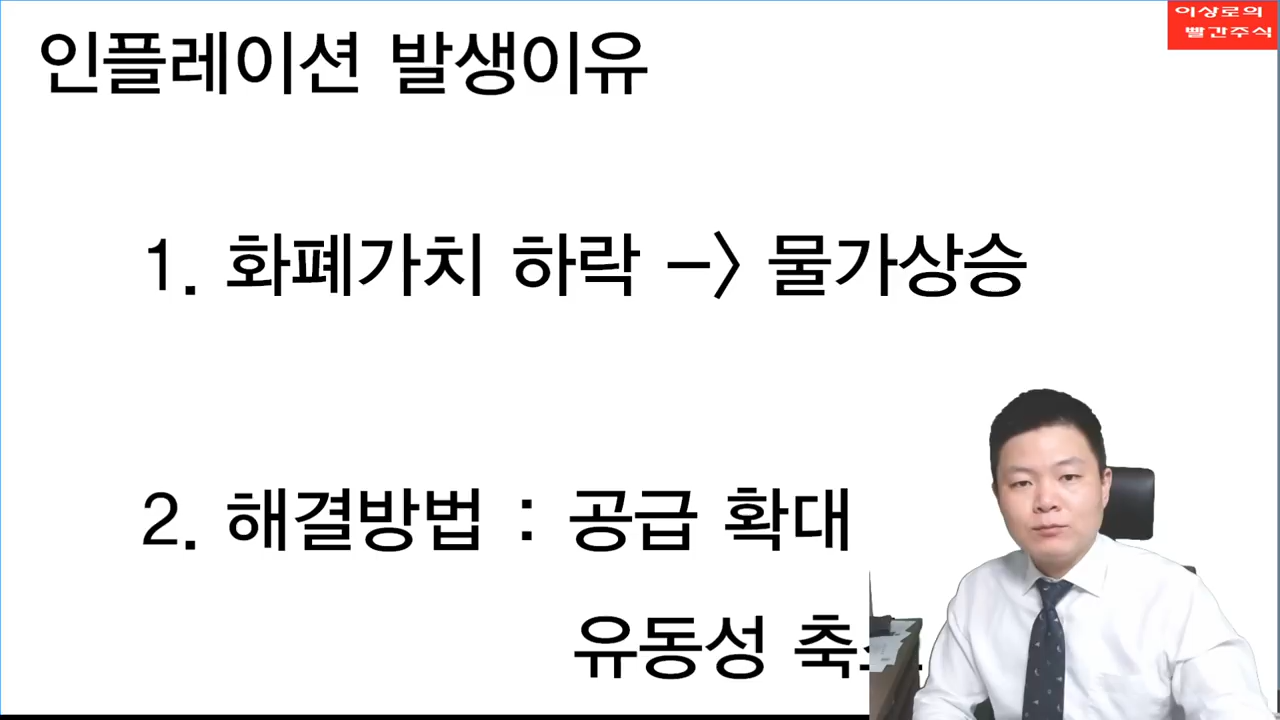 이상로의
빨간주식
인플레이션 발생이유
1. 화폐가치 하락 -> 물가상승
2. 해결방법 : 공급 확대
유동성